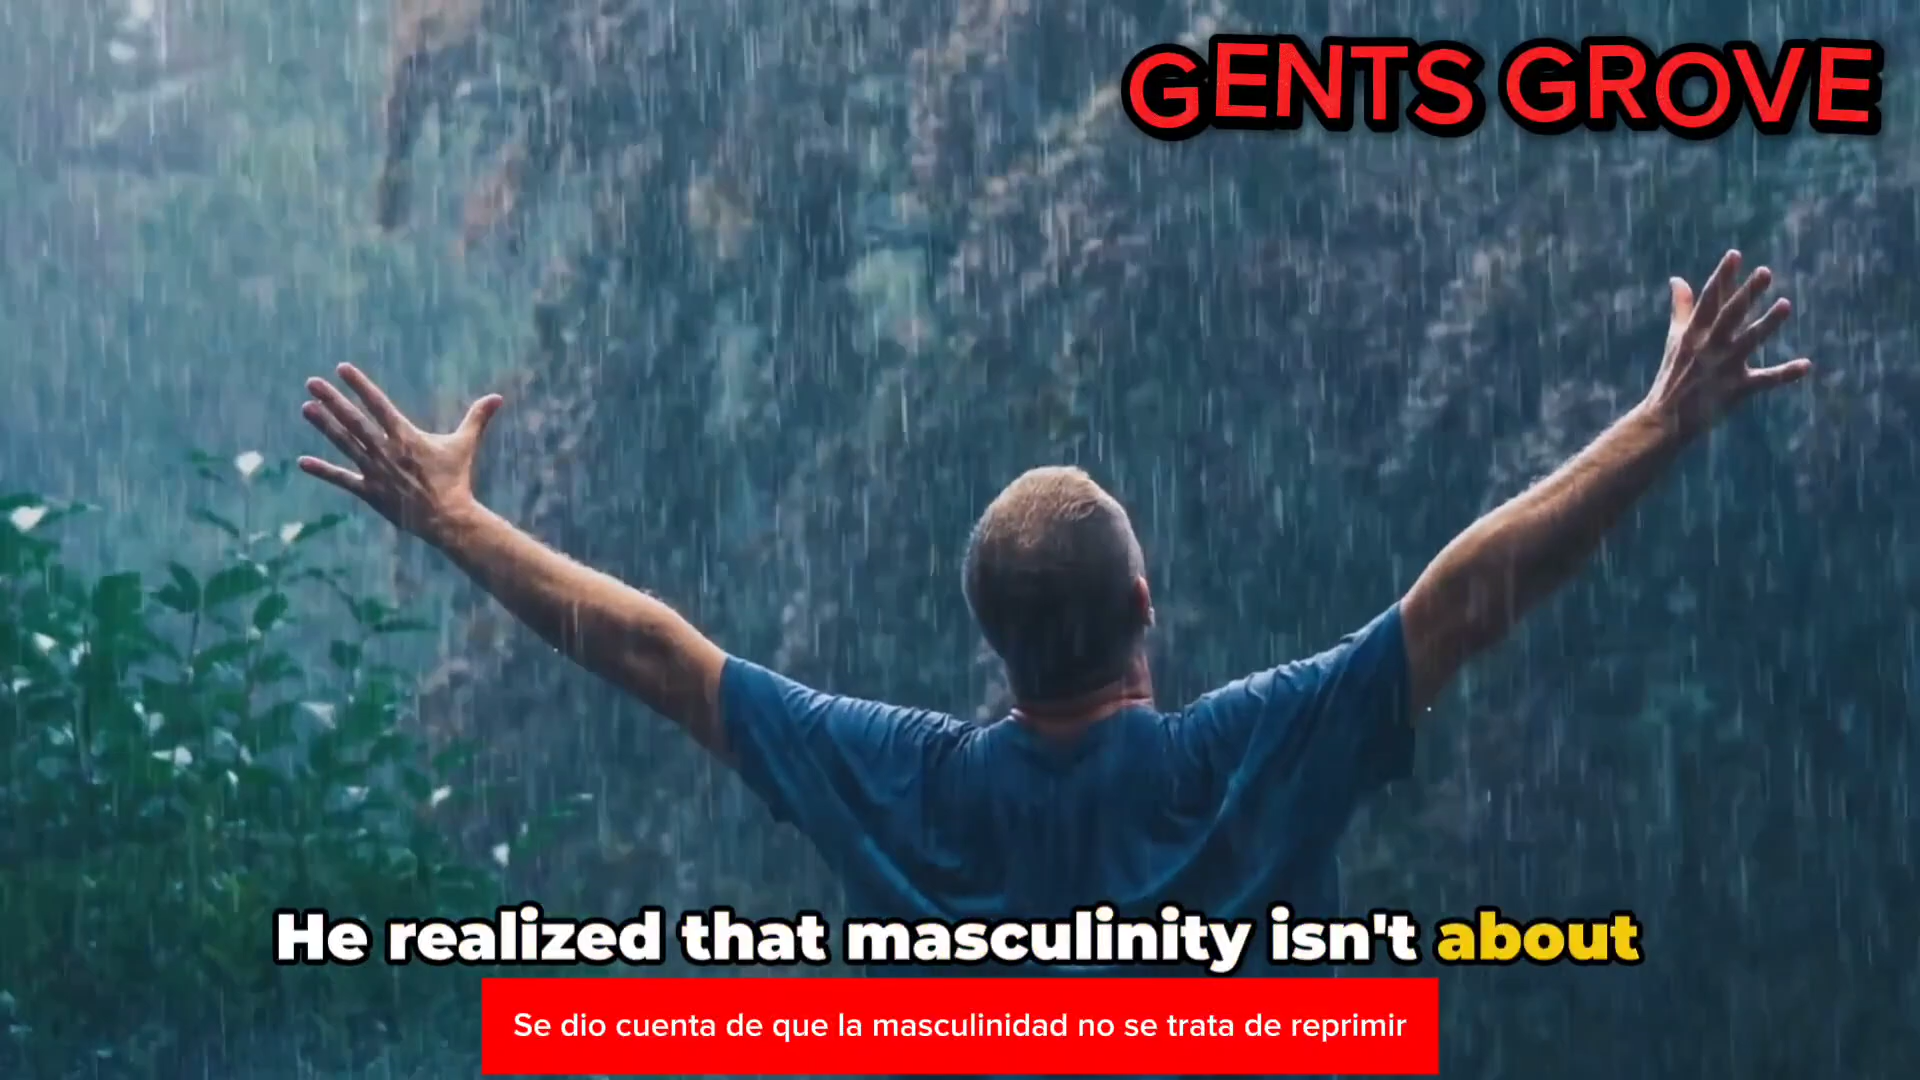 GENTS GROVE
He realized that masculinity isn't about
Se dio cuenta de que la masculinidad no se trata de reprimir